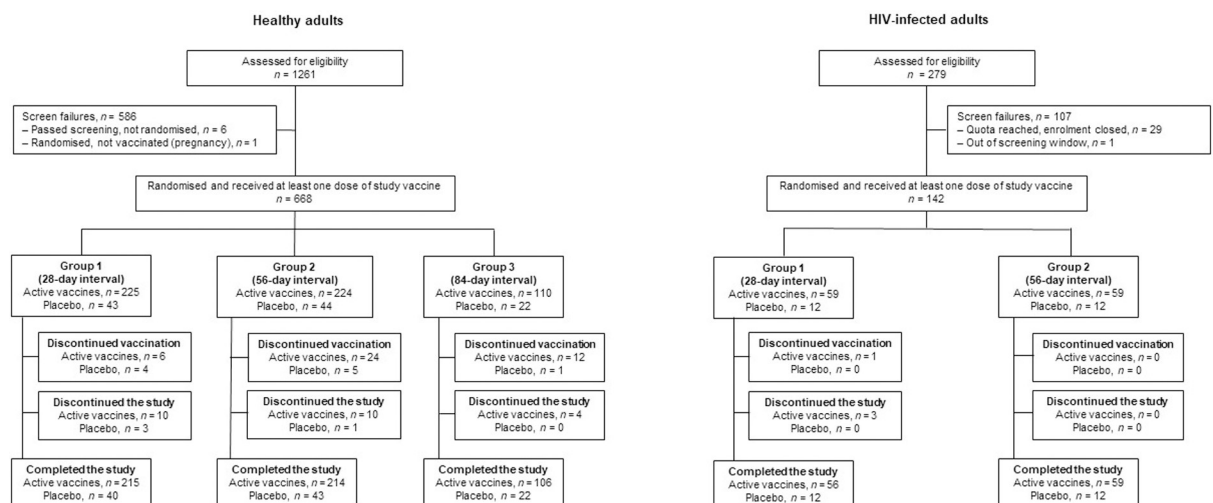 Healthy adults
Assessed for eligibility
n = 1261
Screen failures, n = 586
– Passed screening, not randomised, n = 6
– Randomised, not vaccinated (pregnancy), n = 1
Randomised and received at least one dose of study vaccine
n = 668
Group 1
(28-day interval)
Active vaccines, n = 225
Placebo, n = 43
Discontinued vaccination
Active vaccines, n = 6
Placebo, n = 4
Discontinued the study
Active vaccines, n = 10
Placebo, n = 3
Completed the study
Active vaccines, n = 215
Placebo, n = 40
Group 2
(56-day interval)
Active vaccines, n = 224
Placebo, n = 44
Discontinued vaccination
Active vaccines, n = 24
Placebo, n = 5
Discontinued the study
Active vaccines, n = 10
Placebo, n = 1
Completed the study
Active vaccines, n = 214
Placebo, n = 43
Group 3
(84-day interval)
Active vaccines, n = 110
Placebo, n = 22
Discontinued vaccination
Active vaccines, n = 12
Placebo, n = 1
Discontinued the study
Active vaccines, n = 4
Placebo, n = 0
Completed the study
Active vaccines, n = 106
Placebo, n = 22
HIV-infected adults
Assessed for eligibility
n = 279
Screen failures, n = 107
– Quota reached, enrolment closed, n = 29
– Out of screening window, n = 1
Randomised and received at least one dose of study vaccine
n = 142
Group 1
(28-day interval)
Active vaccines, n = 59
Placebo, n = 12
Discontinued vaccination
Active vaccines, n = 1
Placebo, n = 0
Discontinued the study
Active vaccines, n = 3
Placebo, n = 0
Completed the study
Active vaccines, n = 56
Placebo, n = 12
Group 2
(56-day interval)
Active vaccines, n = 59
Placebo, n = 12
Discontinued vaccination
Active vaccines, n = 0
Placebo, n = 0
Discontinued the study
Active vaccines, n = 0
Placebo, n = 0
Completed the study
Active vaccines, n = 59
Placebo, n = 12